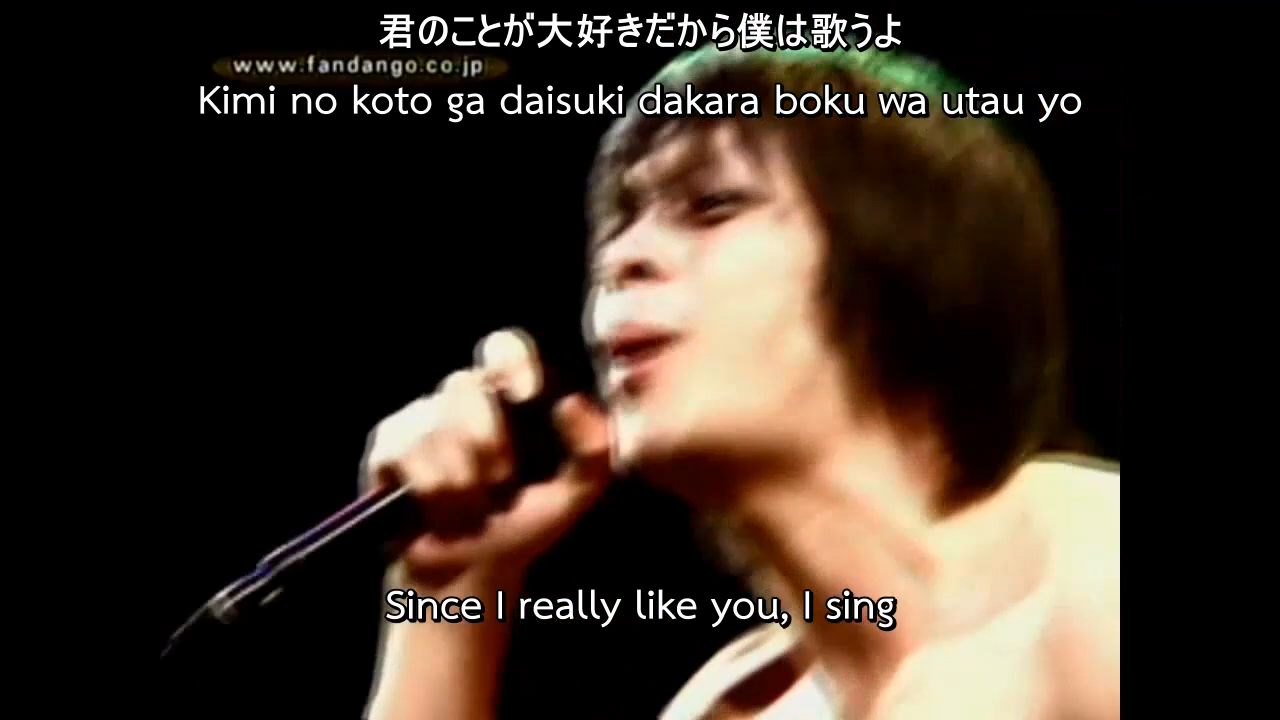 君のことが大好きだから僕は歌うよ
www.fandango.co.jp
Kimi no koto ga daisuki dakara boku wa utau yo
Since I really like you, I sing